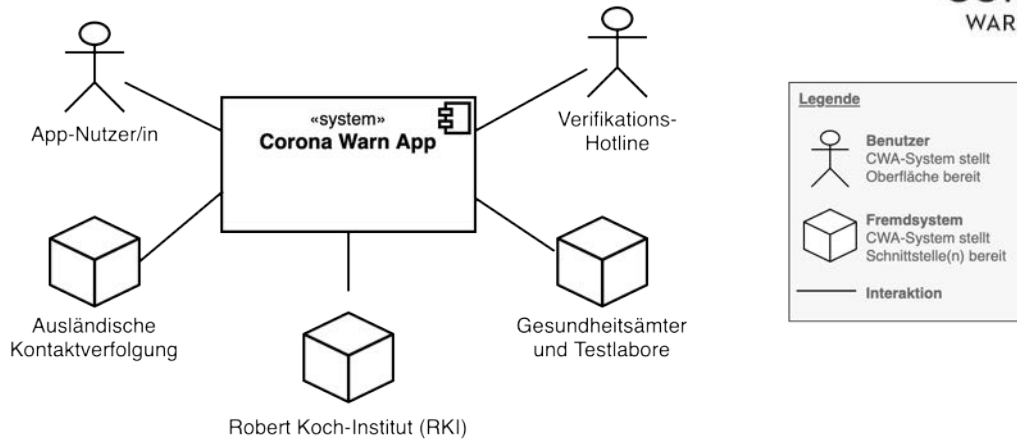 WAR
App-Nutzer/in
«system»
Corona Warn App
Verifikations-
Hotline
Ausländische
Kontaktverfolgung
Gesundheitsämter
und Testlabore
Robert Koch-Institut (RKI)
Legende
Benutzer
CWA-System stellt
Oberfläche bereit
Fremdsystem
CWA-System stellt
Schnittstelle(n) bereit
Interaktion